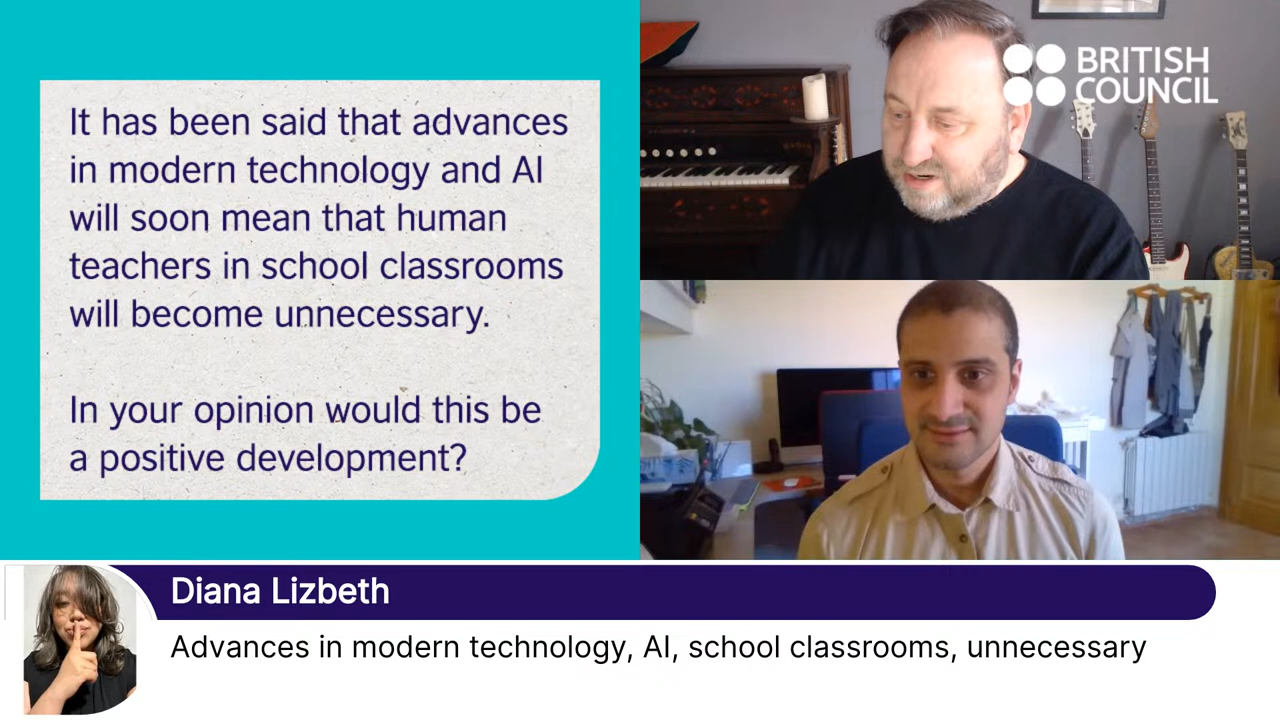 It has been said that advances
in modern technology and AI
will soon mean that human
teachers in school classrooms
will become unnecessary.
In your opinion would this be
a positive development?
BRITISH
COUNCIL
Diana Lizbeth
Advances in modern technology, AI, school classrooms, unnecessary